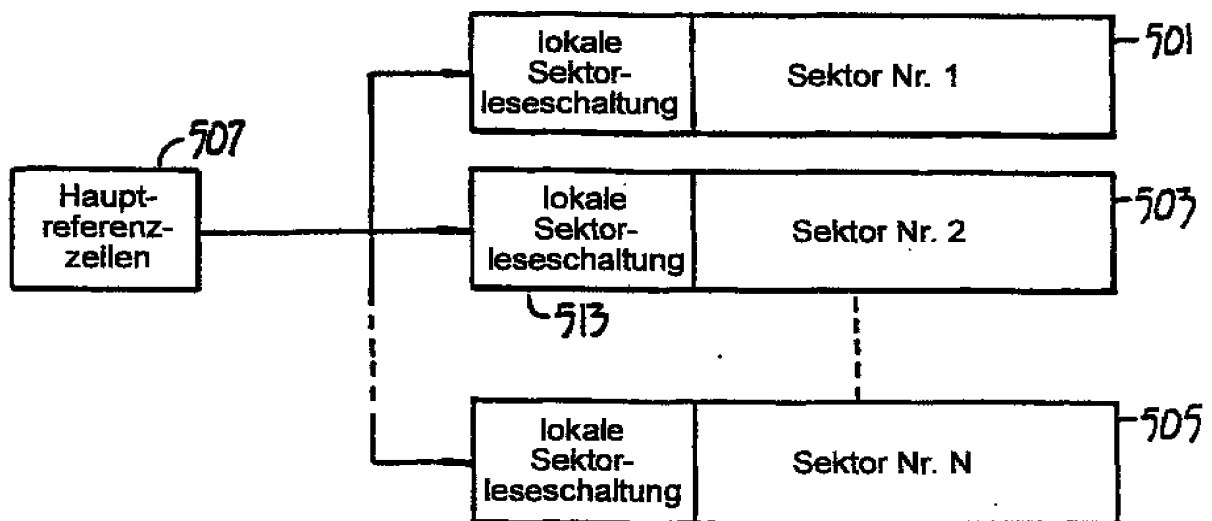 lokale
Sektor-
leseschaltung
Sektor Nr. 1
501
507
Haupt-
referenz-
zeilen
lokale
Sektor-
leseschaltung
Sektor Nr. 2
503
513
lokale
Sektor-
leseschaltung
Sektor Nr. N
505